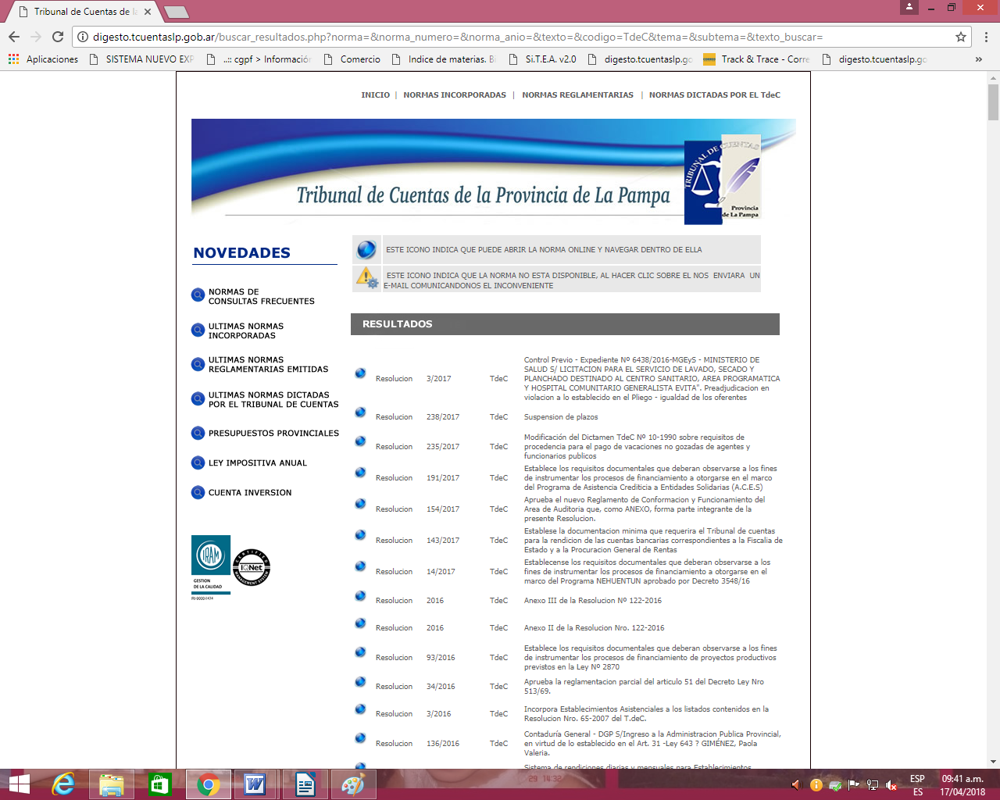 Tribunal de Cuentas de la
digesto.tcuentaslp.gob.ar/buscar_resultados.php?norma=&norma_numero=&norma_anio=&texto=&codigo=TdeC&tema=&subtema=&texto_buscar=
Aplicaciones SISTEMA NUEVO EXP ..:: cgpf > Información Comercio Indice de materias. Bi Si.T.E.A. v2.0 digesto.tcuentaslp.go Track & Trace - Corre digesto.tcuentaslp.go »
INICIO | NORMAS INCORPORADAS | NORMAS REGLAMENTARIAS | NORMAS DICTADAS POR EL TdeC
Tribunal de Cuentas de la Provincia de La Pampa
TRIBUNAL DE CUENTAS
Provincia
de La Pampa
NOVEDADES
NORMAS DE
CONSULTAS FRECUENTES
ULTIMAS NORMAS
INCORPORADAS
ULTIMAS NORMAS
REGLAMENTARIAS EMITIDAS
ULTIMAS NORMAS DICTADAS
POR EL TRIBUNAL DE CUENTAS
PRESUPUESTOS PROVINCIALES
LEY IMPOSITIVA ANUAL
CUENTA INVERSION
IRAM
GESTION
DE LA CALIDAD
CERTIFIED
IQNet
MANAGEMENT SYSTEM
ESTE ICONO INDICA QUE PUEDE ABRIR LA NORMA ONLINE Y NAVEGAR DENTRO DE ELLA
ESTE ICONO INDICA QUE LA NORMA NO ESTA DISPONIBLE, AL HACER CLIC SOBRE EL NOS ENVIARA UN
E-MAIL COMUNICANDONOS EL INCONVENIENTE
RESULTADOS
Control Previo - Expediente Nº 6438/2016-MGEyS - MINISTERIO DE
SALUD S/ LICITACION PARA EL SERVICIO DE LAVADO, SECADO Y
Resolucion 3/2017 TdeC PLANCHADO DESTINADO AL CENTRO SANITARIO, AREA PROGRAMATICA
Y HOSPITAL COMUNITARIO GENERALISTA EVITA". Preadjudicacion en
violacion a lo establecido en el Pliego - igualdad de los oferentes
Resolucion 238/2017 TdeC Suspension de plazos
Modificación del Dictamen TdeC Nº 10-1990 sobre requisitos de
Resolucion 235/2017 TdeC procedencia para el pago de vacaciones no gozadas de agentes y
funcionarios publicos
Establece los requisitos documentales que deberan observarse a los fines
Resolucion 191/2017 TdeC de instrumentar los procesos de financiamiento a otorgarse en el marco
del Programa de Asistencia Crediticia a Entidades Solidarias (A.C.E.S)
Aprueba el nuevo Reglamento de Conformacion y Funcionamiento del
Resolucion 154/2017 TdeC Area de Auditoria que, como ANEXO, forma parte integrante de la
presente Resolucion.
Establese la documentacion minima que requerira el Tribunal de cuentas
Resolucion 143/2017 TdeC para la rendicion de las cuentas bancarias correspondientes a la Fiscalia de
Estado y a la Procuracion General de Rentas
Establecense los requisitos documentales que deberan observarse a los
Resolucion 14/2017 TdeC fines de instrumentar los procesos de financiamiento a otorgarse en el
marco del Programa NEHUENTUN aprobado por Decreto 3548/16
Resolucion 2016 TdeC Anexo III de la Resolucion Nº 122-2016
Resolucion 2016 TdeC Anexo II de la Resolucion Nro. 122-2016
Establece los requisitos documentales que deberan observarse a los fines
Resolucion 93/2016 TdeC de instrumentar los procesos de financiamiento de proyectos productivos
previstos en la Ley Nº 2870
Aprueba la reglamentacion parcial del articulo 51 del Decreto Ley Nro
Resolucion 34/2016 TdeC 513/69.
Incorpora Establecimientos Asistenciales a los listados contenidos en la
Resolucion 3/2016 TdeC Resolucion Nro. 65-2007 del T.deC.
Contaduría General - DGP S/Ingreso a la Administracion Publica Provincial,
Resolucion 136/2016 TdeC en virtud de lo establecido en el Art. 31 -Ley 643 ? GIMÉNEZ, Paola
Valeria.
Sistema de rendiciones diarias y mensuales para Establecimientos
ESP 09:41 a.m.
ES 17/04/2018